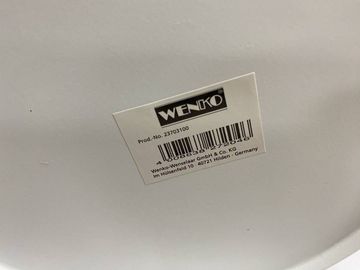 WENKO
Prod.-No. 23703100
Wenko-Wenselaar GmbH & Co. KG
Im Hülsenfeld 10 · 40721 Hilden · Germany